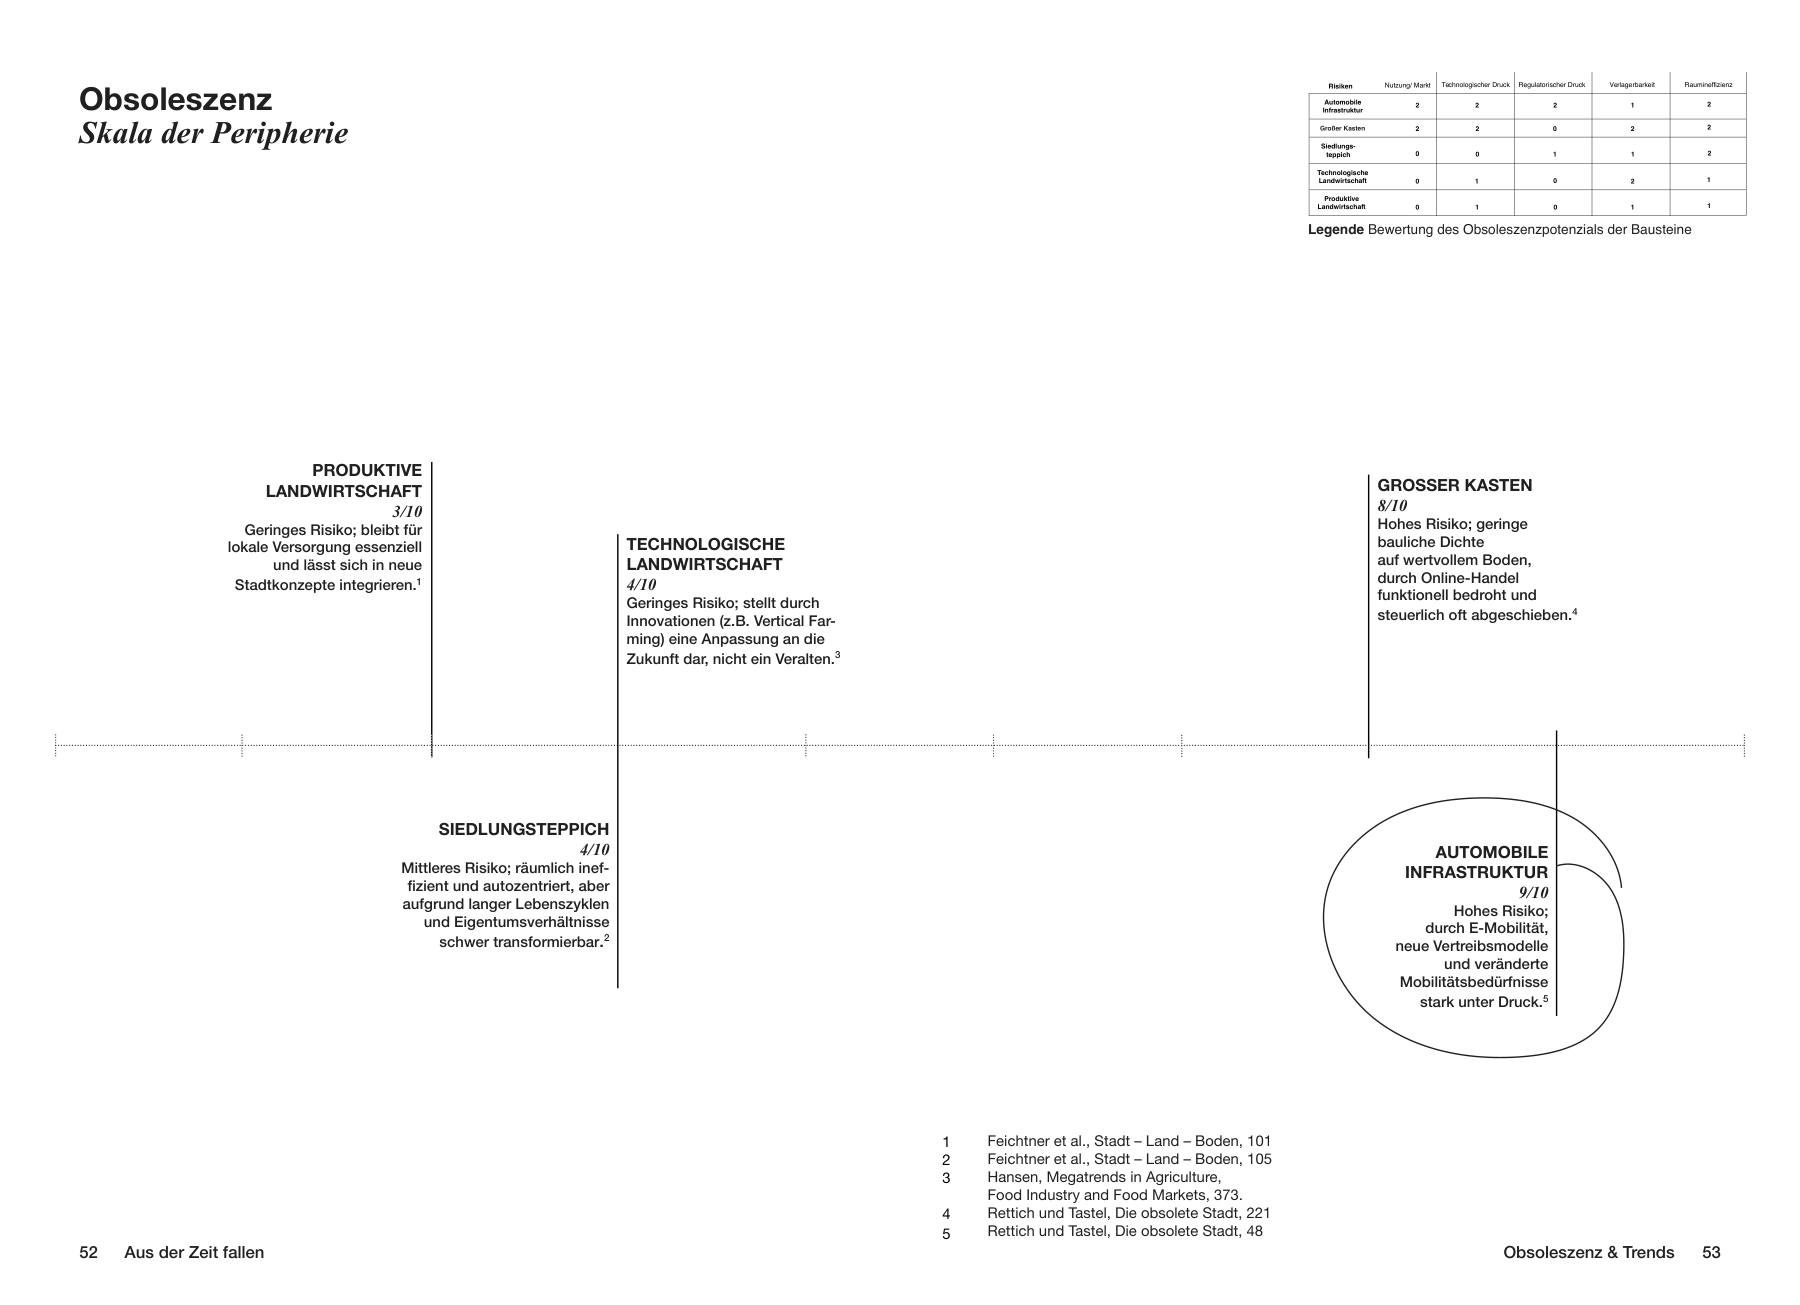 Obsoleszenz
Skala der Peripherie
Risiken Nutzung/ Markt Technologischer Druck Regulatorischer Druck Verlagerbarkeit Raumineffizienz
Automobile
Infrastruktur 2 2 2 1 2
Großer Kasten 2 2 0 2 2
Siedlungs-
teppich 0 0 1 1 2
Technologische
Landwirtschaft 0 1 0 2 1
Produktive
Landwirtschaft 0 1 0 1 1
Legende Bewertung des Obsoleszenzpotenzials der Bausteine
PRODUKTIVE
LANDWIRTSCHAFT
3/10
Geringes Risiko; bleibt für
lokale Versorgung essenziell
und lässt sich in neue
Stadtkonzepte integrieren.1
TECHNOLOGISCHE
LANDWIRTSCHAFT
4/10
Geringes Risiko; stellt durch
Innovationen (z.B. Vertical Far-
ming) eine Anpassung an die
Zukunft dar, nicht ein Veralten.3
GROSSER KASTEN
8/10
Hohes Risiko; geringe
bauliche Dichte
auf wertvollem Boden,
durch Online-Handel
funktionell bedroht und
steuerlich oft abgeschieben.4
SIEDLUNGSTEPPICH
4/10
Mittleres Risiko; räumlich inef-
fizient und autozentriert, aber
aufgrund langer Lebenszyklen
und Eigentumsverhältnisse
schwer transformierbar.2
AUTOMOBILE
INFRASTRUKTUR
9/10
Hohes Risiko;
durch E-Mobilität,
neue Vertreibsmodelle
und veränderte
Mobilitätsbedürfnisse
stark unter Druck.5
1 Feichtner et al., Stadt – Land – Boden, 101
2 Feichtner et al., Stadt – Land – Boden, 105
3 Hansen, Megatrends in Agriculture,
Food Industry and Food Markets, 373.
4 Rettich und Tastel, Die obsolete Stadt, 221
5 Rettich und Tastel, Die obsolete Stadt, 48
52 Aus der Zeit fallen
Obsoleszenz & Trends 53